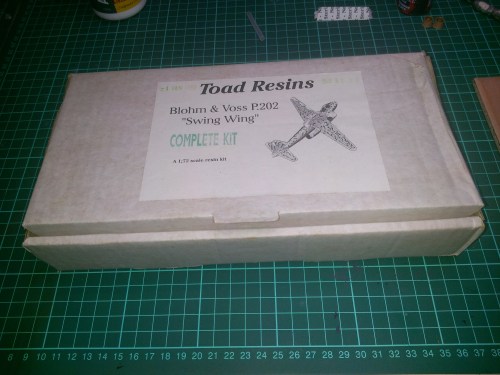 Toad Resins
Blohm & Voss P.202
"Swing Wing"
COMPLETE KIT
A 1:72 scale resin kit
8 9 10 11 12 13 14 15 16 17 18 19 20 21 22 23 24 25 26 27 28 29 30 31 32 33 34 35 36 37 38